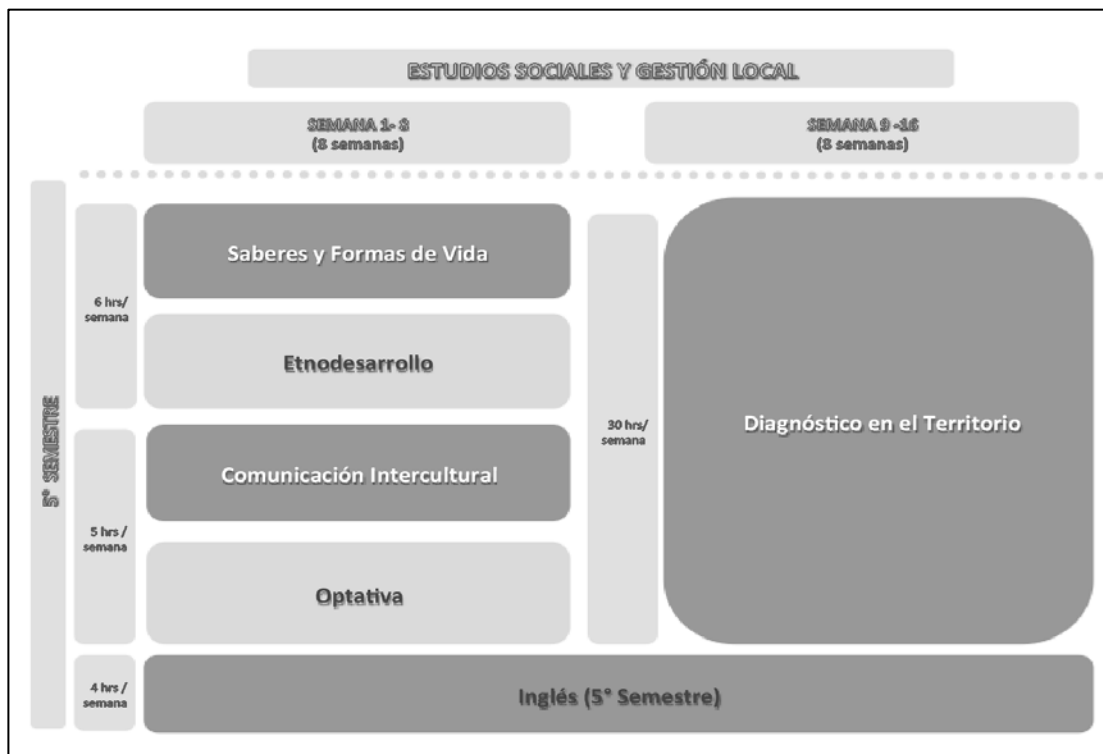 ESTUDIOS SOCIALES Y GESTIÓN LOCAL
SEMANA 1- 8
(8 semanas)
SEMANA 9 -16
(8 semanas)
5° SEMESTRE
6 hrs/
semana
Saberes y Formas de Vida
Etnodesarrollo
5 hrs /
semana
Comunicación Intercultural
Optativa
30 hrs/
semana
Diagnóstico en el Territorio
4 hrs /
semana
Inglés (5° Semestre)